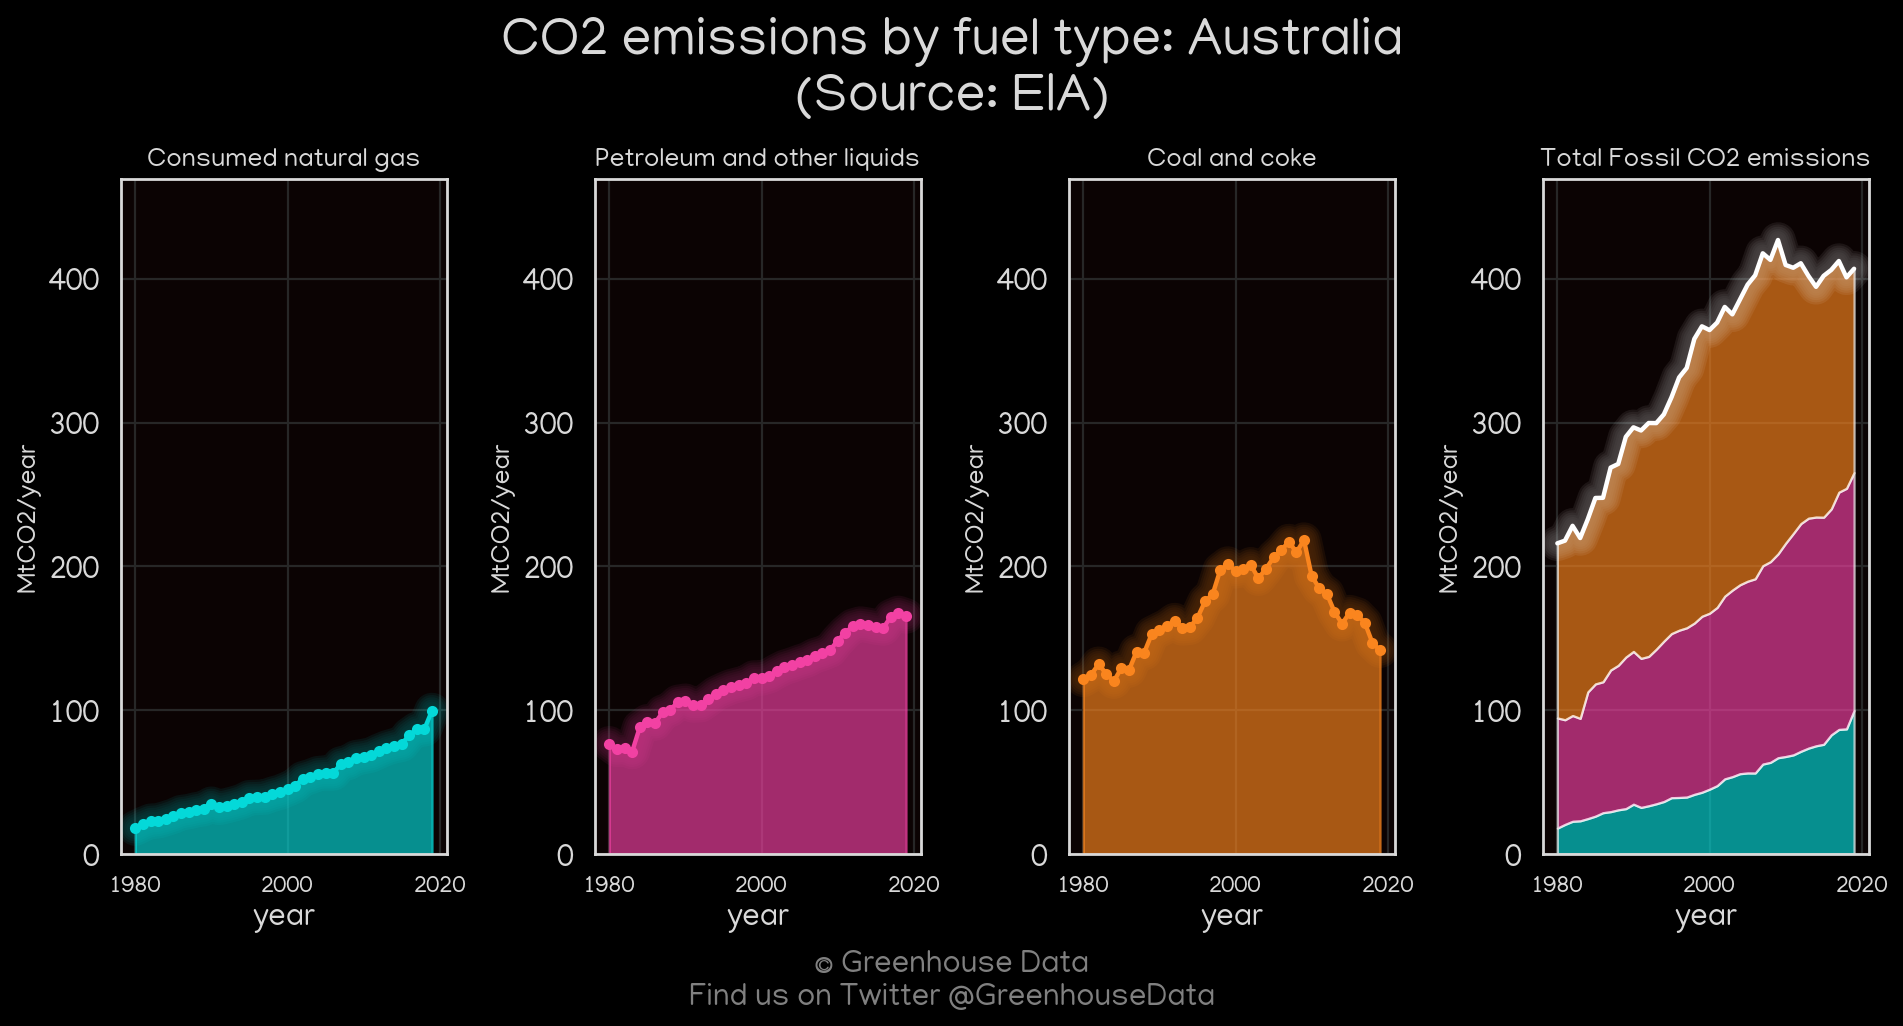 CO2 emissions by fuel type: Australia
(Source: EIA)
Consumed natural gas
Petroleum and other liquids
Coal and coke
Total Fossil CO2 emissions
MtCO2/year
400
300
200
100
0
1980
2000
2020
year
MtCO2/year
400
300
200
100
0
1980
2000
2020
year
MtCO2/year
400
300
200
100
0
1980
2000
2020
year
MtCO2/year
400
300
200
100
0
1980
2000
2020
year
© Greenhouse Data
Find us on Twitter @GreenhouseData